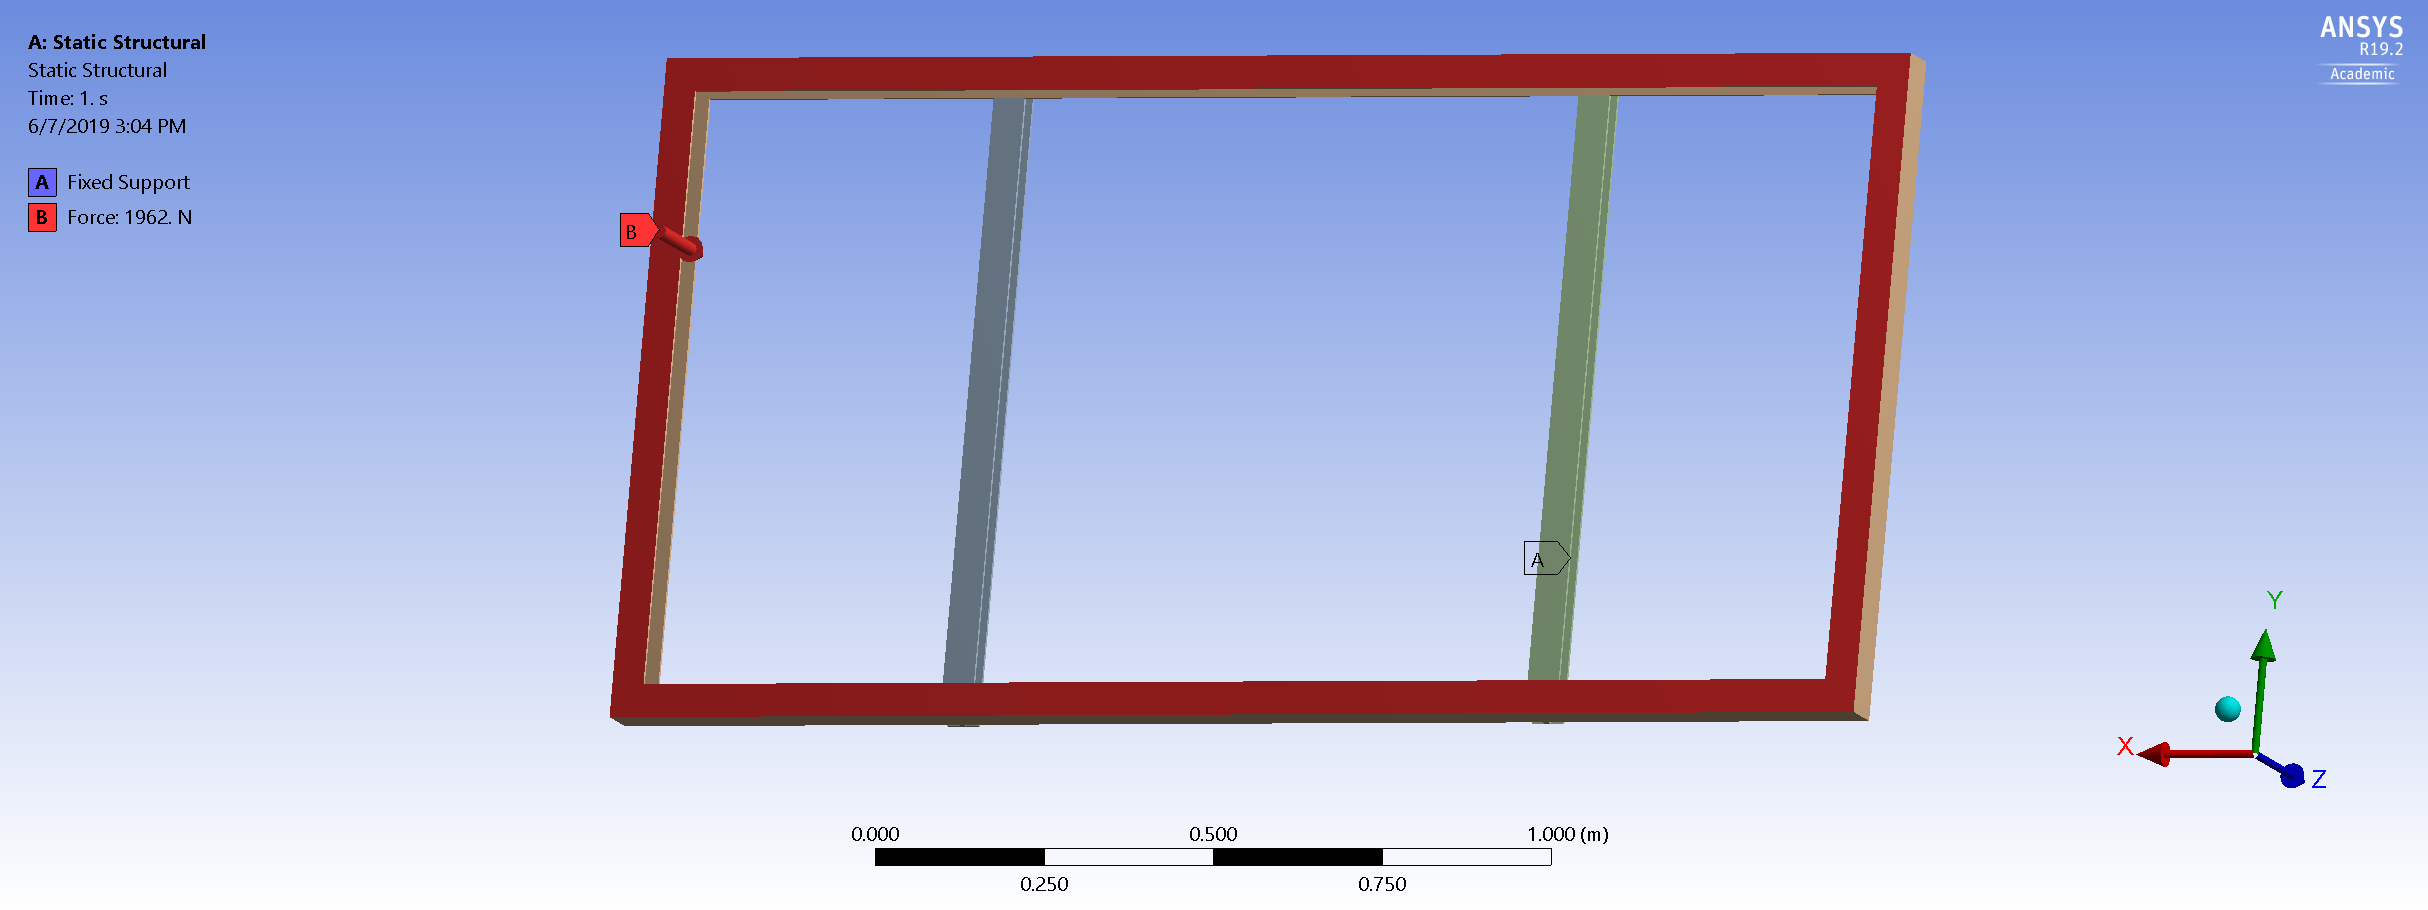 A: Static Structural
Static Structural
Time: 1. s
6/7/2019 3:04 PM
A Fixed Support
B Force: 1962. N
ANSYS
R19.2
Academic
B
A
Y
X
Z
0.000 0.500 1.000 (m)
0.250 0.750